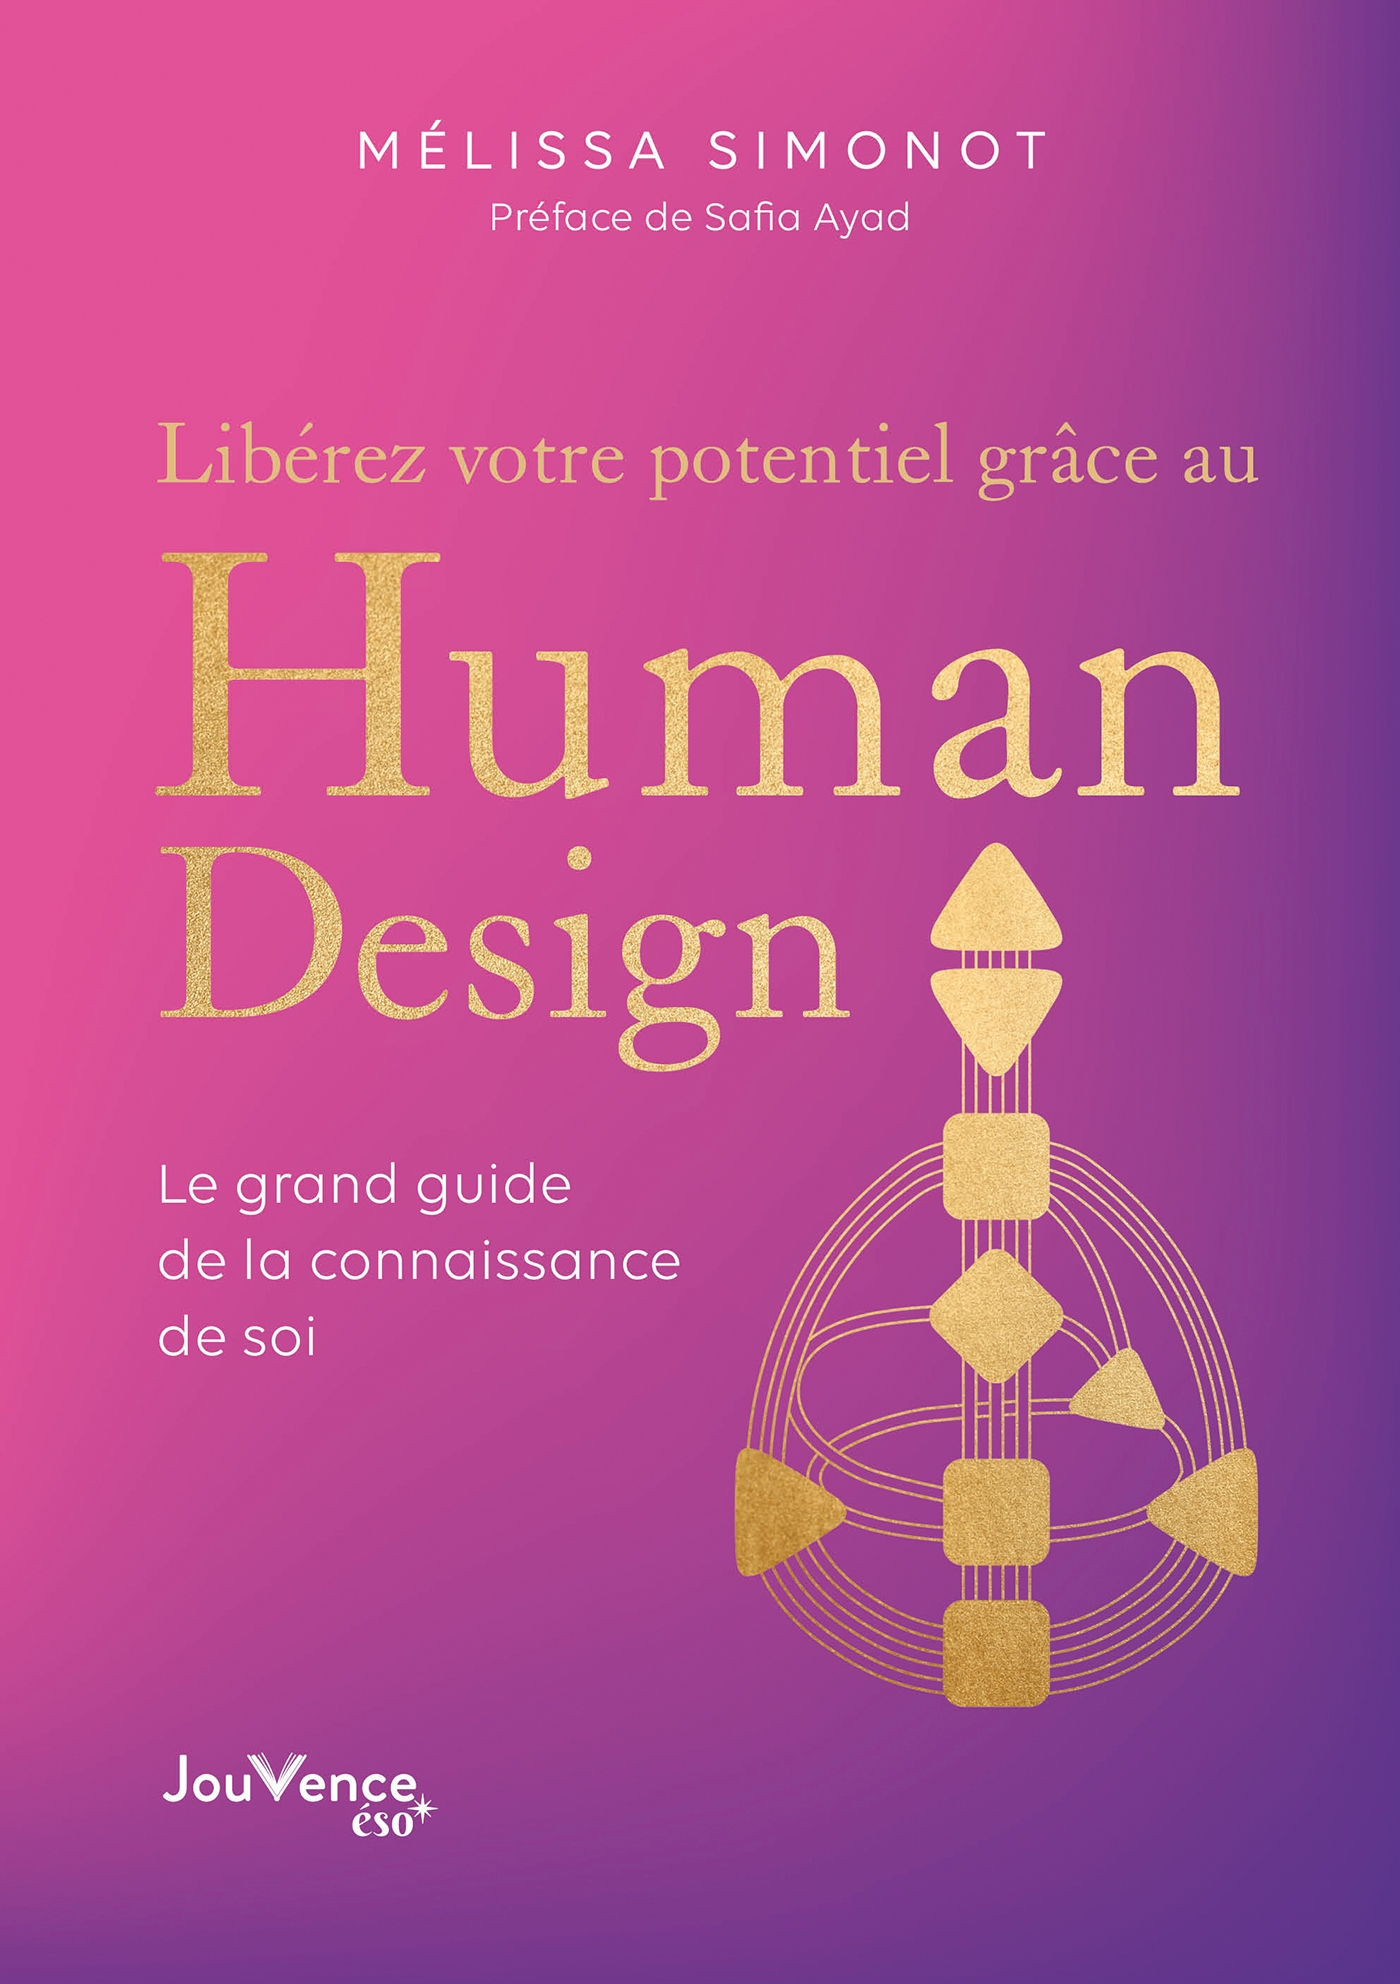 MÉLISSA SIMONOT
Préface de Safia Ayad
Libérez votre potentiel grâce au
Human
Design
Le grand guide
de la connaissance
de soi
JouVence
éso